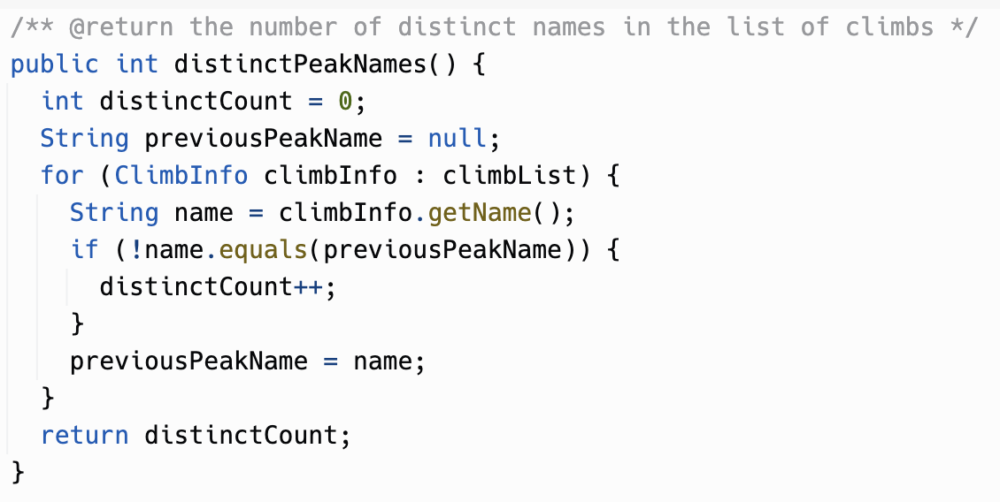 /** @return the number of distinct names in the list of climbs */
public int distinctPeakNames() {
  int distinctCount = 0;
  String previousPeakName = null;
  for (ClimbInfo climbInfo : climbList) {
    String name = climbInfo.getName();
    if (!name.equals(previousPeakName)) {
      distinctCount++;
    }
    previousPeakName = name;
  }
  return distinctCount;
}